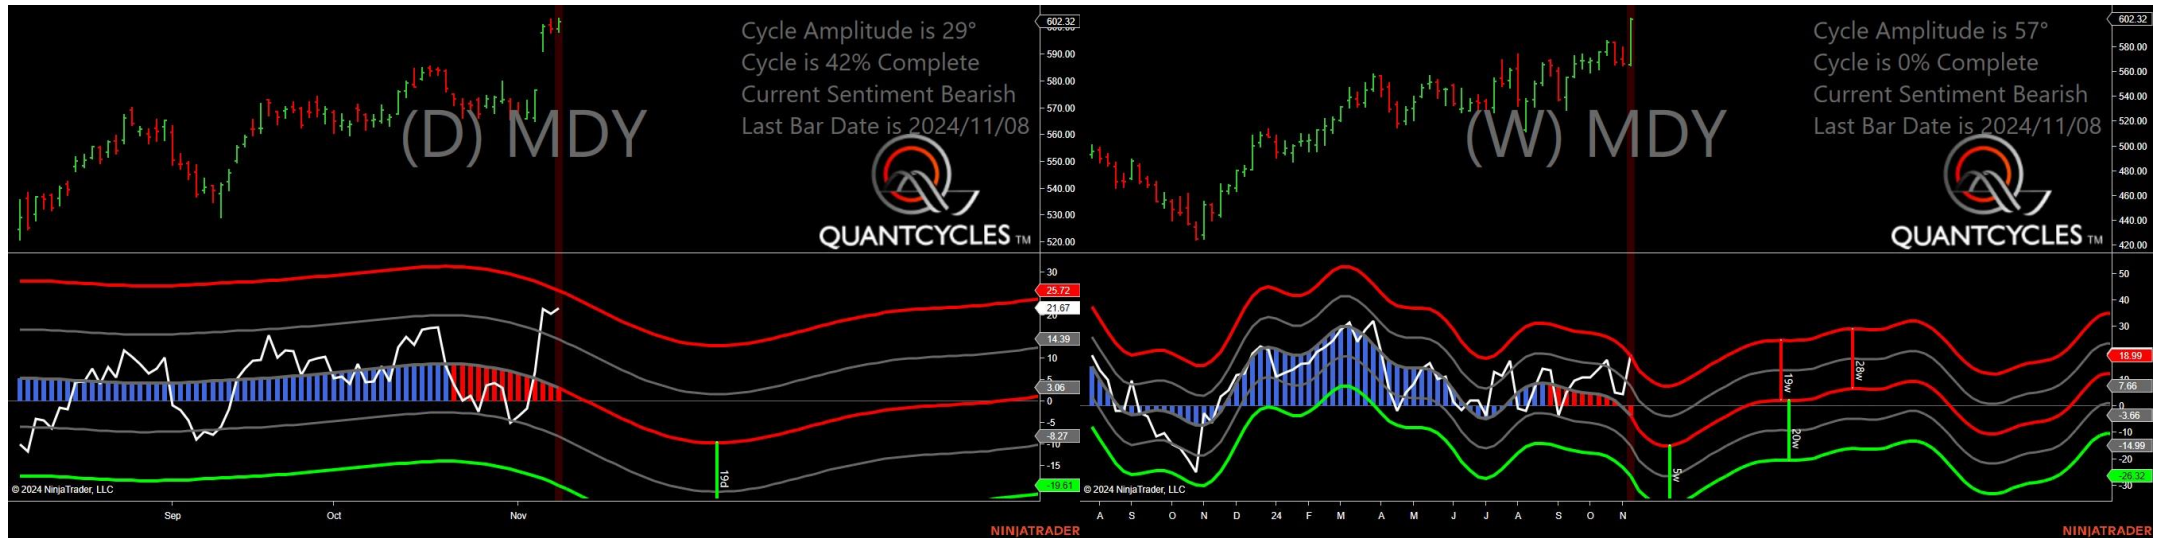 Cycle Amplitude is 29°
Cycle is 42% Complete
Current Sentiment Bearish
Last Bar Date is 2024/11/08
(D) MDY
QUANTCYCLES TM
602.32
590.00
580.00
570.00
560.00
550.00
540.00
530.00
520.00
30
25.72
21.67
20
14.39
10
5
3.06
0
-5
-8.27
-10
-15
-19.61
19d
© 2024 NinjaTrader, LLC
Sep Oct Nov
NINJATRADER
Cycle Amplitude is 57°
Cycle is 0% Complete
Current Sentiment Bearish
Last Bar Date is 2024/11/08
(W) MDY
QUANTCYCLES TM
602.32
580.00
560.00
540.00
520.00
500.00
480.00
460.00
440.00
420.00
50
40
30
18.99
10
7.66
0
-3.66
-10
-14.99
-20
-26.32
-30
19w
28w
20w
5w
© 2024 NinjaTrader, LLC
A S O N D 24 F M A M J J A S O N
NINJATRADER